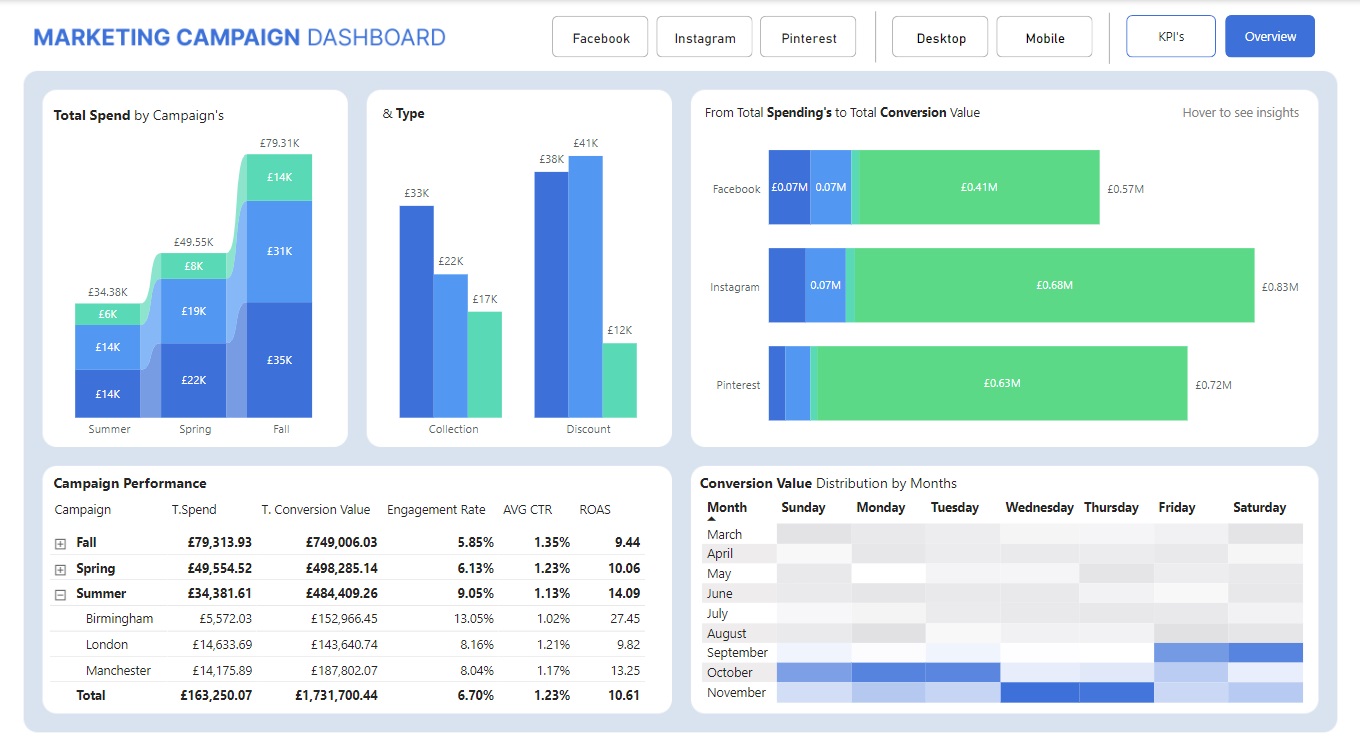 MARKETING CAMPAIGN DASHBOARD
Facebook Instagram Pinterest Desktop Mobile KPI's Overview
Total Spend by Campaign's
£79.31K
£14K
£31K
£35K
£49.55K
£8K
£19K
£22K
£34.38K
£6K
£14K
£14K
Summer Spring Fall
& Type
£33K
£22K
£17K
£38K
£41K
£12K
Collection Discount
From Total Spending's to Total Conversion Value Hover to see insights
Facebook £0.07M 0.07M £0.41M £0.57M
Instagram 0.07M £0.68M £0.83M
Pinterest £0.63M £0.72M
Campaign Performance
Campaign T.Spend T. Conversion Value Engagement Rate AVG CTR ROAS
Fall £79,313.93 £749,006.03 5.85% 1.35% 9.44
Spring £49,554.52 £498,285.14 6.13% 1.23% 10.06
Summer £34,381.61 £484,409.26 9.05% 1.13% 14.09
Birmingham £5,572.03 £152,966.45 13.05% 1.02% 27.45
London £14,633.69 £143,640.74 8.16% 1.21% 9.82
Manchester £14,175.89 £187,802.07 8.04% 1.17% 13.25
Total £163,250.07 £1,731,700.44 6.70% 1.23% 10.61
Conversion Value Distribution by Months
Month Sunday Monday Tuesday Wednesday Thursday Friday Saturday
March
April
May
June
July
August
September
October
November